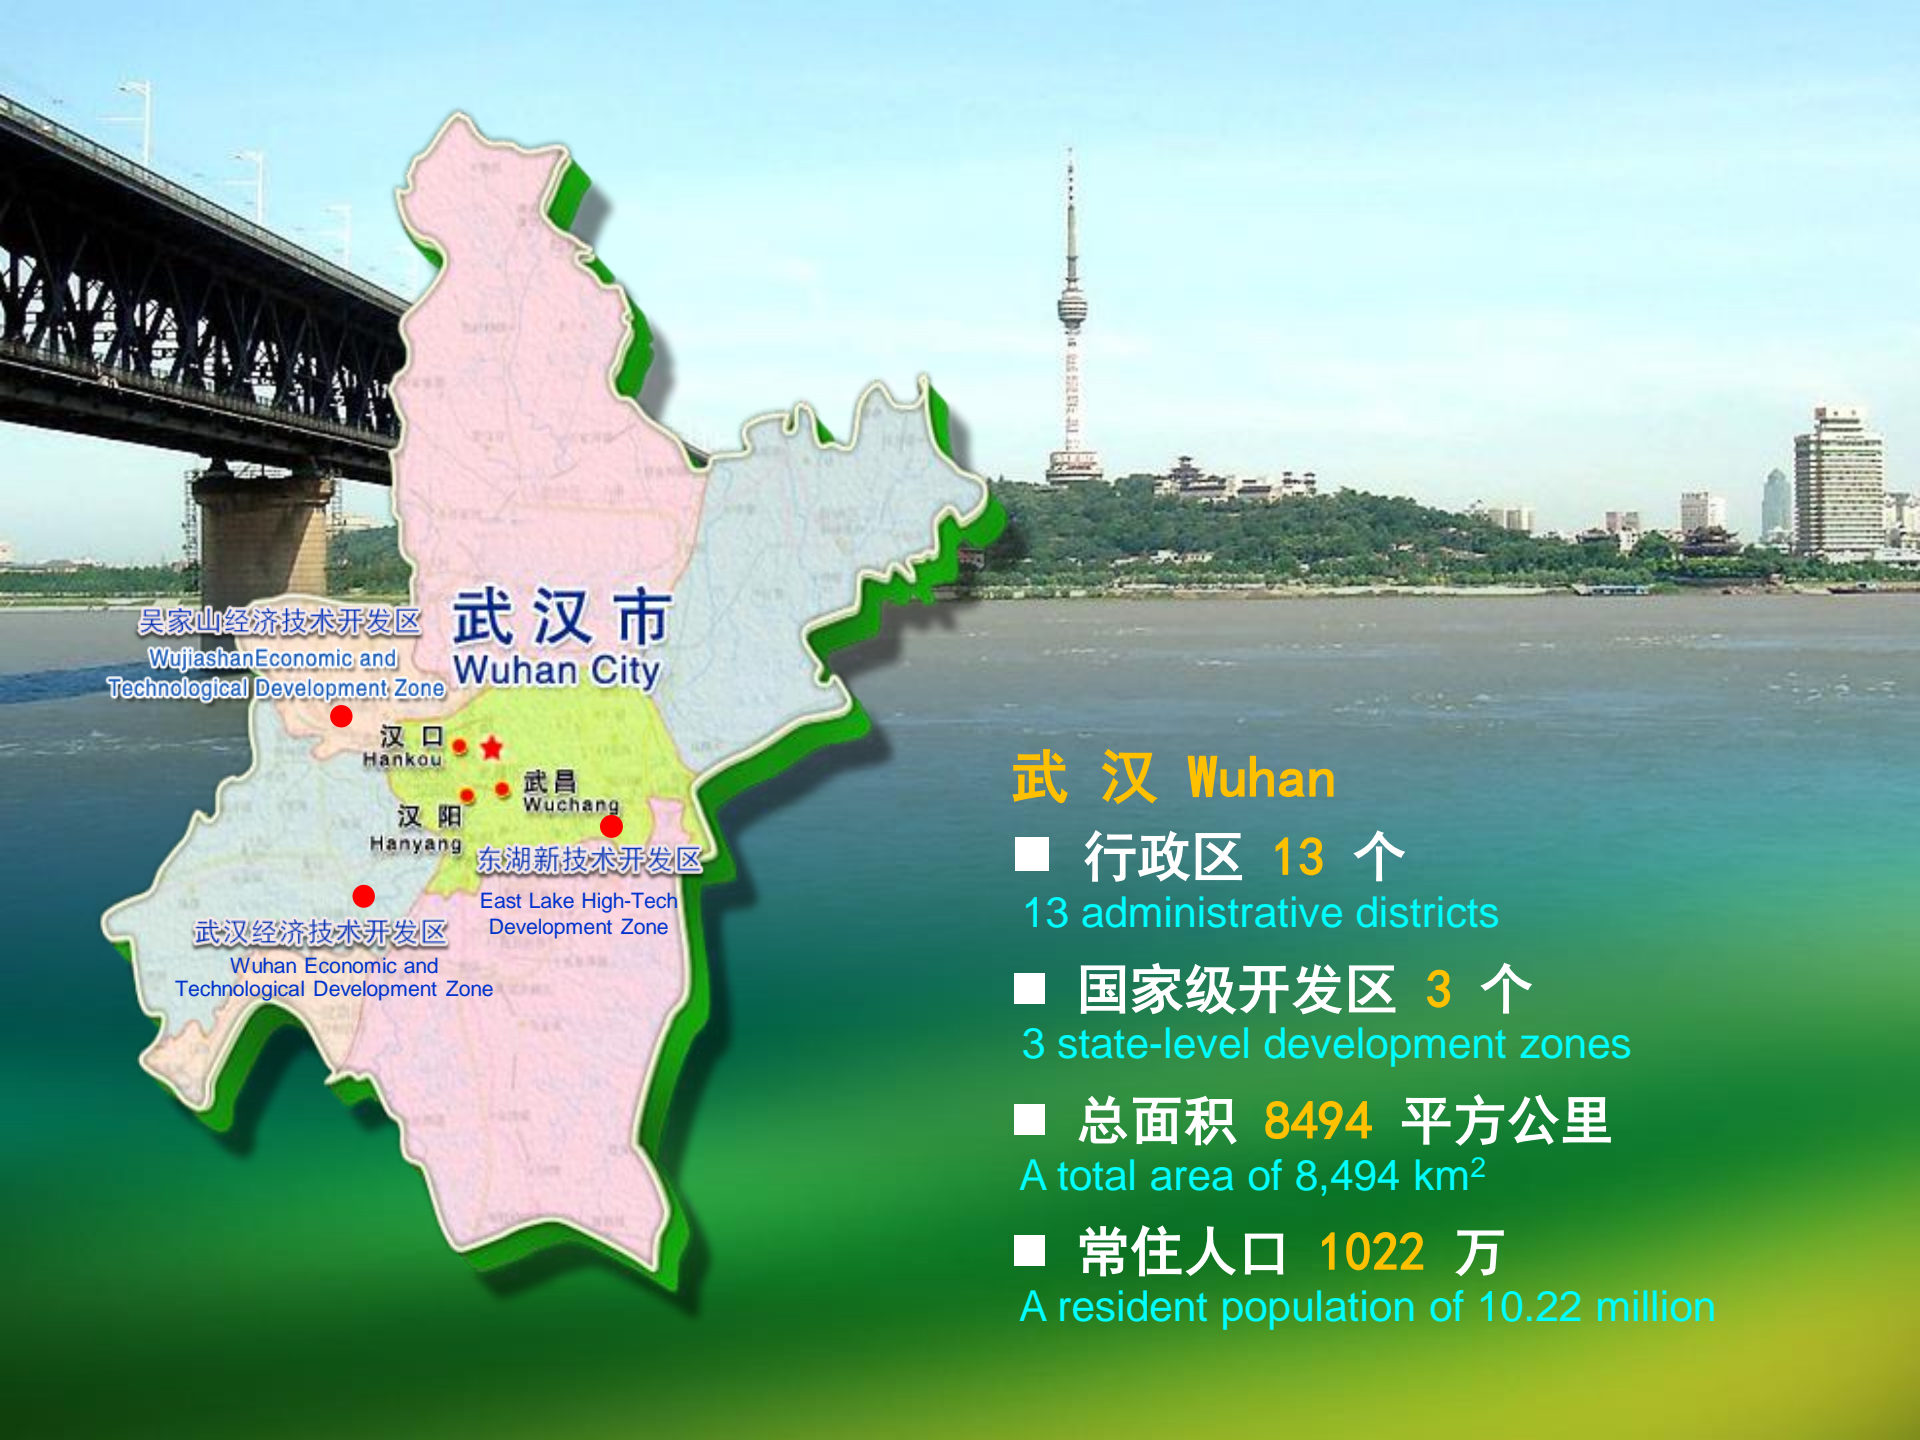 武汉市
Wuhan City
吴家山经济技术开发区
WujiashanEconomic and
Technological Development Zone
汉口
Hankou
武昌
Wuchang
汉阳
Hanyang
东湖新技术开发区
East Lake High-Tech
Development Zone
武汉经济技术开发区
Wuhan Economic and
Technological Development Zone
武 汉 Wuhan
■ 行政区 13 个
13 administrative districts
■ 国家级开发区 3 个
3 state-level development zones
■ 总面积 8494 平方公里
A total area of 8,494 km²
■ 常住人口 1022 万
A resident population of 10.22 million